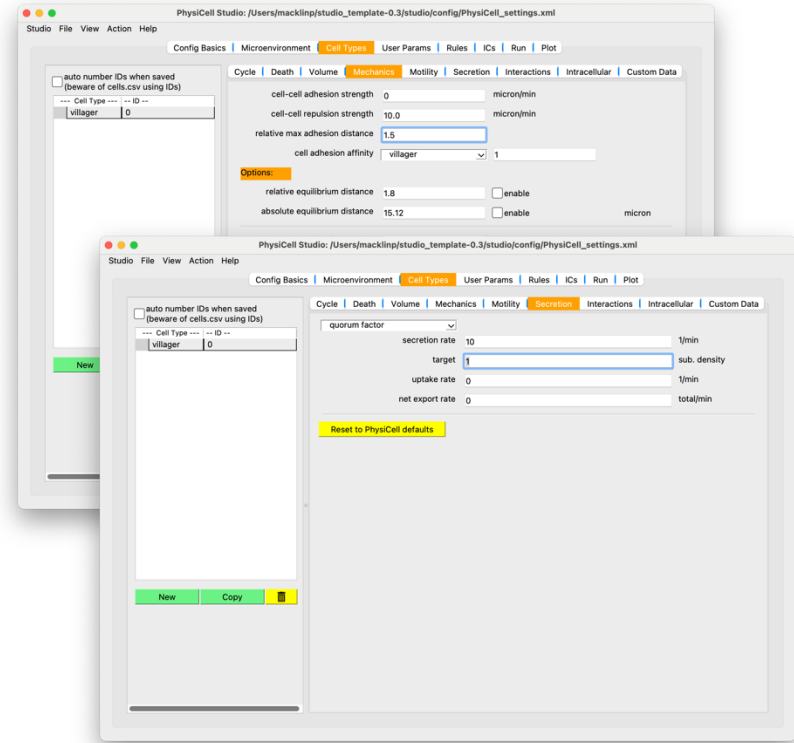 PhysiCell Studio: /Users/macklinp/studio_template-0.3/studio/config/PhysiCell_settings.xml
Studio File View Action Help
Config Basics Microenvironment Cell Types User Params Rules ICs Run Plot
auto number IDs when saved
(beware of cells.csv using IDs)
--- Cell Type --- -- ID --
villager 0
New
Cycle Death Volume Mechanics Motility Secretion Interactions Intracellular Custom Data
cell-cell adhesion strength 0 micron/min
cell-cell repulsion strength 10.0 micron/min
relative max adhesion distance 1.5
cell adhesion affinity villager 1
Options:
relative equilibrium distance 1.8 enable
absolute equilibrium distance 15.12 enable micron
PhysiCell Studio: /Users/macklinp/studio_template-0.3/studio/config/PhysiCell_settings.xml
Studio File View Action Help
Config Basics Microenvironment Cell Types User Params Rules ICs Run Plot
auto number IDs when saved
(beware of cells.csv using IDs)
--- Cell Type --- -- ID --
villager 0
New Copy
Cycle Death Volume Mechanics Motility Secretion Interactions Intracellular Custom Data
quorum factor
secretion rate 10 1/min
target 1 sub. density
uptake rate 0 1/min
net export rate 0 total/min
Reset to PhysiCell defaults